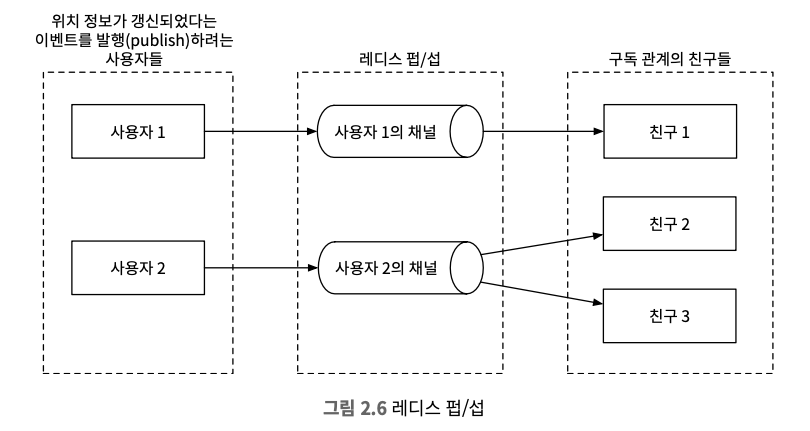 위치 정보가 갱신되었다는
이벤트를 발행(publish)하려는
사용자들
레디스 펍/섭
구독 관계의 친구들
사용자 1
사용자 1의 채널
친구 1
친구 2
사용자 2
사용자 2의 채널
친구 3
그림 2.6 레디스 펍/섭